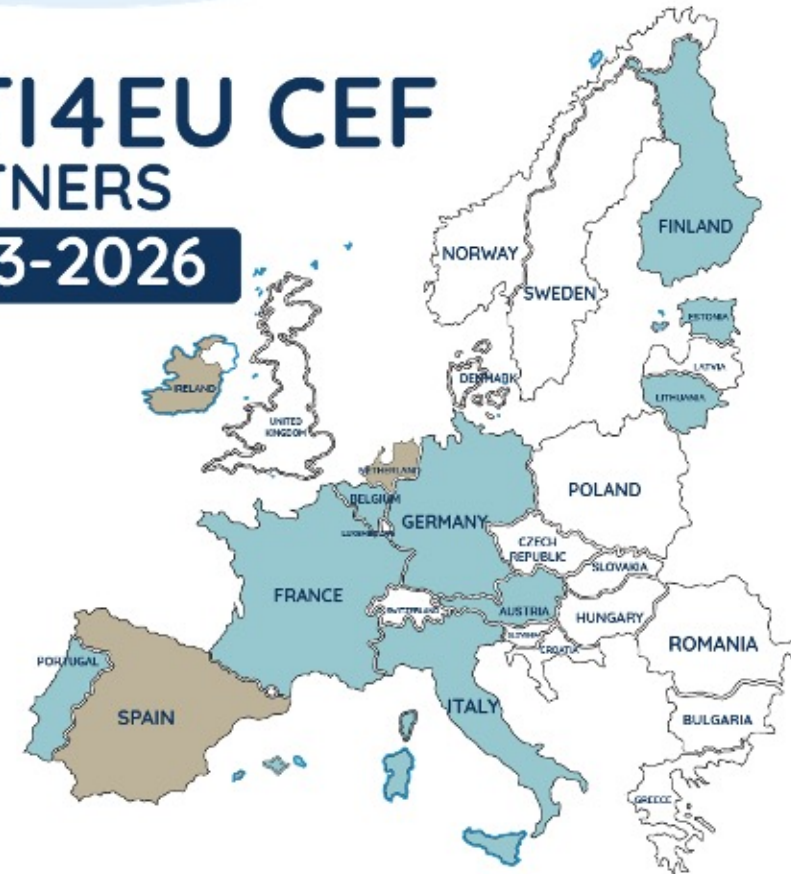 TI4EU CEF
TNERS
3-2026
NORWAY
FINLAND
SWEDEN
ESTONIA
LATVIA
DENMARK
LITHUANIA
IRELAND
UNITED
KINGDOM
NETHERLAND
BELGIUM
POLAND
GERMANY
LUXEMBOURG
CZECH
REPUBLIC
SLOVAKIA
FRANCE
SWITZERLAND
AUSTRIA
HUNGARY
SLOVENIA
CROATIA
ROMANIA
PORTUGAL
SPAIN
ITALY
BULGARIA
GREECE